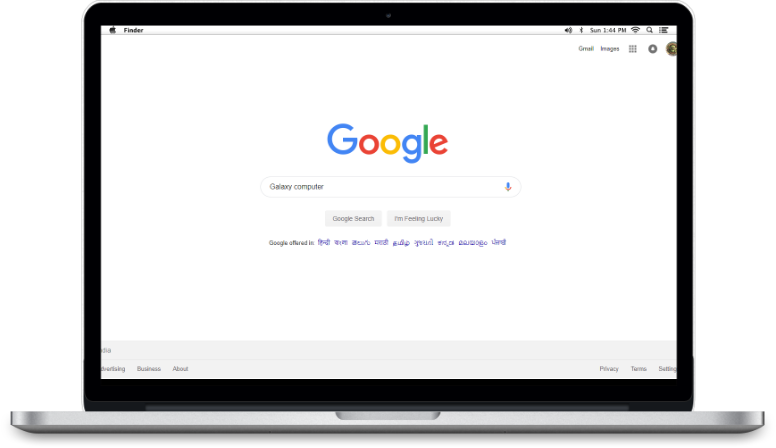 Finder
Sun 1:44 PM
Gmail Images
Google
Galaxy computer
Google Search I'm Feeling Lucky
Google offered in: हिन्दी বাংলা తెలుగు मराठी தமிழ் ગુજરાતી ಕನ್ನಡ മലയാളം ਪੰਜਾਬੀ
dia
dvertising Business About
Privacy Terms Setting